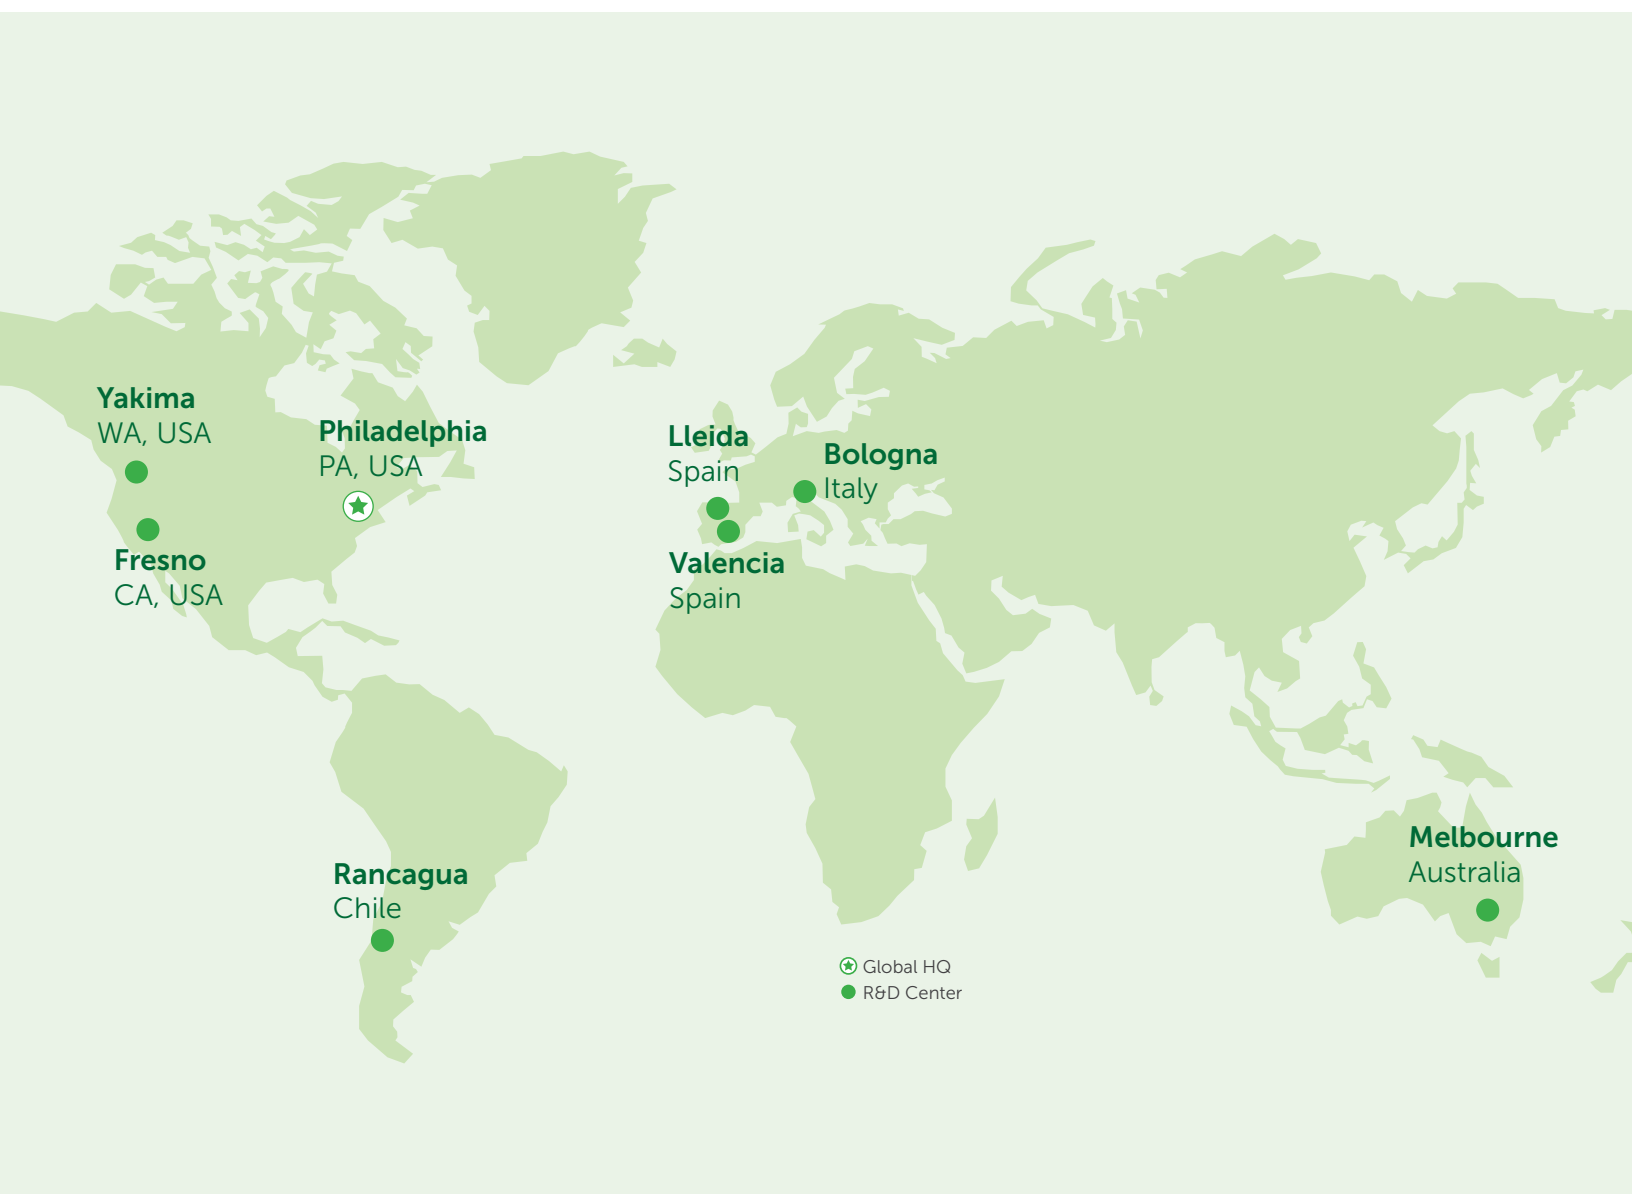 Yakima
WA, USA
Philadelphia
PA, USA
Lleida
Spain
Bologna
Italy
Fresno
CA, USA
Valencia
Spain
Melbourne
Australia
Rancagua
Chile
Global HQ
R&D Center